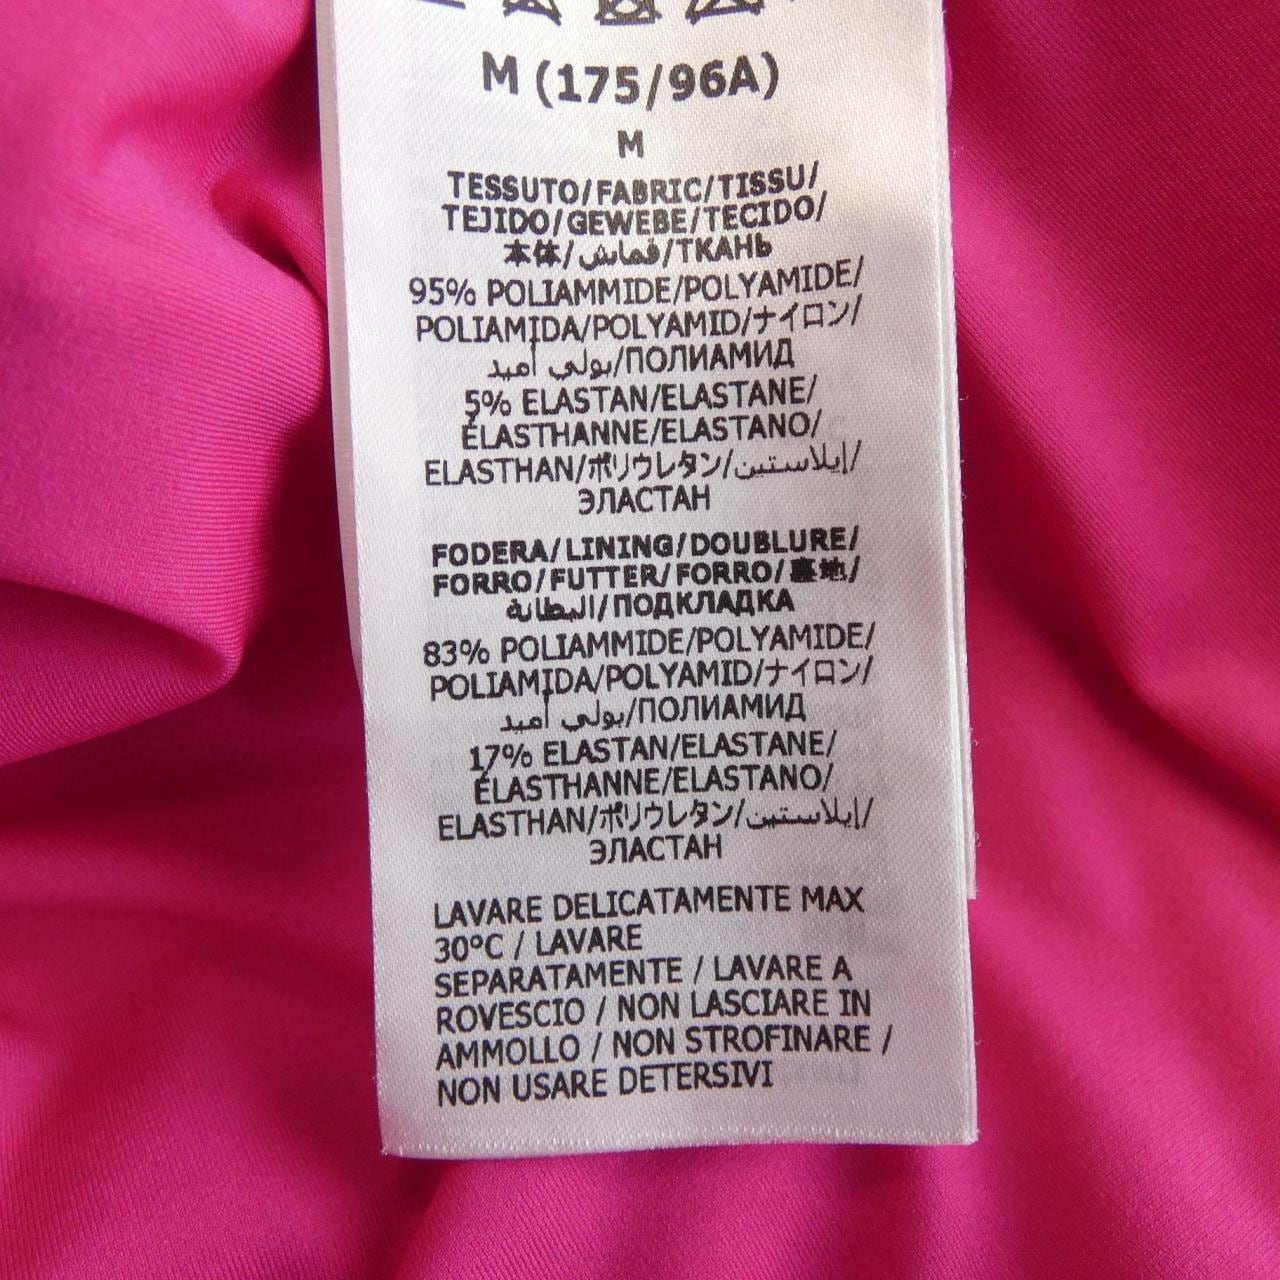 M (175/96A)
M
TESSUTO/FABRIC/TISSU/
TEJIDO/GEWEBE/TECIDO/
本体/قماش/ТКАНЬ
95% POLIAMMIDE/POLYAMIDE/
POLIAMIDA/POLYAMID/ナイロン/
بولي أميد/ПОЛИАМИД
5% ELASTAN/ELASTANE/
ÉLASTHANNE/ELASTANO/
ELASTHAN/ポリウレタン/إيلاستين/
ЭЛАСТАН
FODERA/LINING/DOUBLURE/
FORRO/FUTTER/FORRO/裏地/
البطانة/ПОДКЛАДКА
83% POLIAMMIDE/POLYAMIDE/
POLIAMIDA/POLYAMID/ナイロン/
بولي أميد/ПОЛИАМИД
17% ELASTAN/ELASTANE/
ÉLASTHANNE/ELASTANO/
ELASTHAN/ポリウレタン/إيلاستين/
ЭЛАСТАН
LAVARE DELICATAMENTE MAX
30°C / LAVARE
SEPARATAMENTE / LAVARE A
ROVESCIO / NON LASCIARE IN
AMMOLLO / NON STROFINARE /
NON USARE DETERSIVI